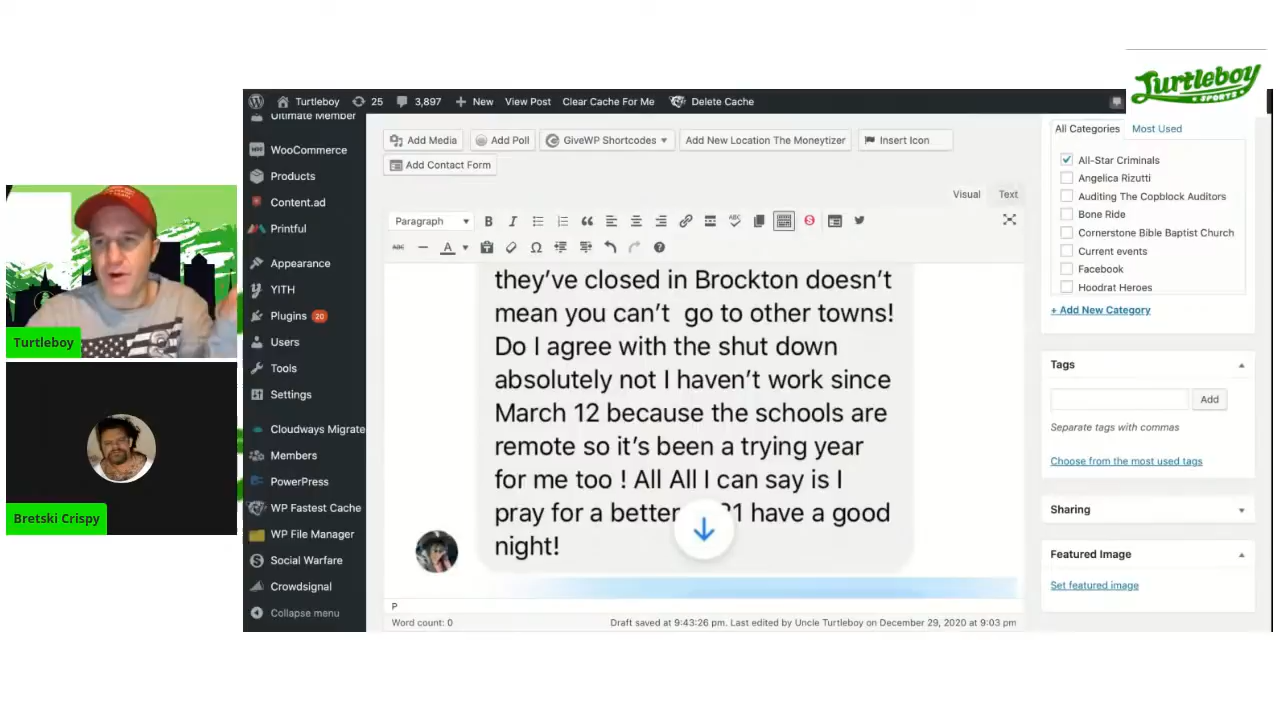 Turtleboy
SPORTS
Turtleboy
25
3,897
New
View Post
Clear Cache For Me
Delete Cache
Ultimate Member
WooCommerce
Products
Content.ad
Printful
Appearance
YITH
Plugins 20
Users
Tools
Settings
Cloudways Migrate
Members
PowerPress
WP Fastest Cache
WP File Manager
Social Warfare
Crowdsignal
Collapse menu
Add Media
Add Poll
GiveWP Shortcodes
Add New Location The Moneytizer
Insert Icon
Add Contact Form
Visual
Text
Paragraph
B
I
ABC
A
they've closed in Brockton doesn't
mean you can't go to other towns!
Do I agree with the shut down
absolutely not I haven't work since
March 12 because the schools are
remote so it's been a trying year
for me too ! All All I can say is I
pray for a better 21 have a good
night!
P
Word count: 0
Draft saved at 9:43:26 pm. Last edited by Uncle Turtleboy on December 29, 2020 at 9:03 pm
All Categories
Most Used
All-Star Criminals
Angelica Rizutti
Auditing The Copblock Auditors
Bone Ride
Cornerstone Bible Baptist Church
Current events
Facebook
Hoodrat Heroes
+ Add New Category
Tags
Add
Separate tags with commas
Choose from the most used tags
Sharing
Featured Image
Set featured image
Turtleboy
Bretski Crispy